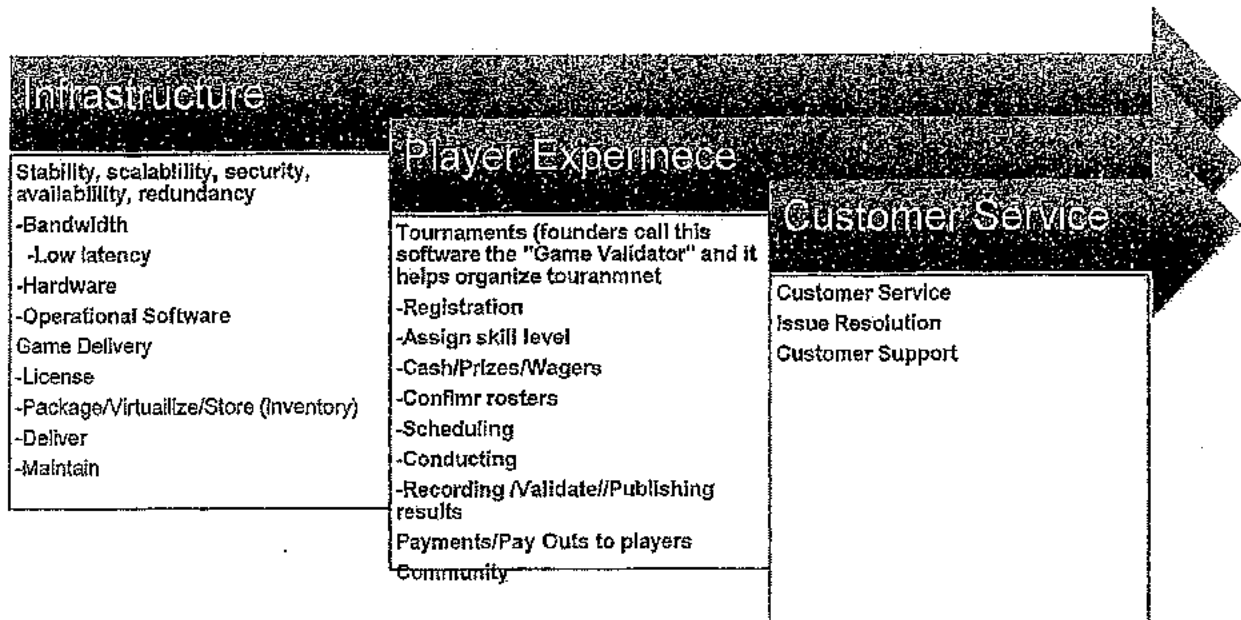 Infrastructure
Stability, scalability, security,
availability, redundancy
-Bandwidth
-Low latency
-Hardware
-Operational Software
Game Delivery
-License
-Package/Virtuailize/Store (Inventory)
-Deliver
-Maintain
Player Experinece
Tournaments (founders call this
software the "Game Validator" and it
helps organize touranmnet
-Registration
-Assign skill level
-Cash/Prizes/Wagers
-Confimr rosters
-Scheduling
-Conducting
-Recording /Validate//Publishing
results
Payments/Pay Outs to players
Community
Customer Service
Customer Service
Issue Resolution
Customer Support